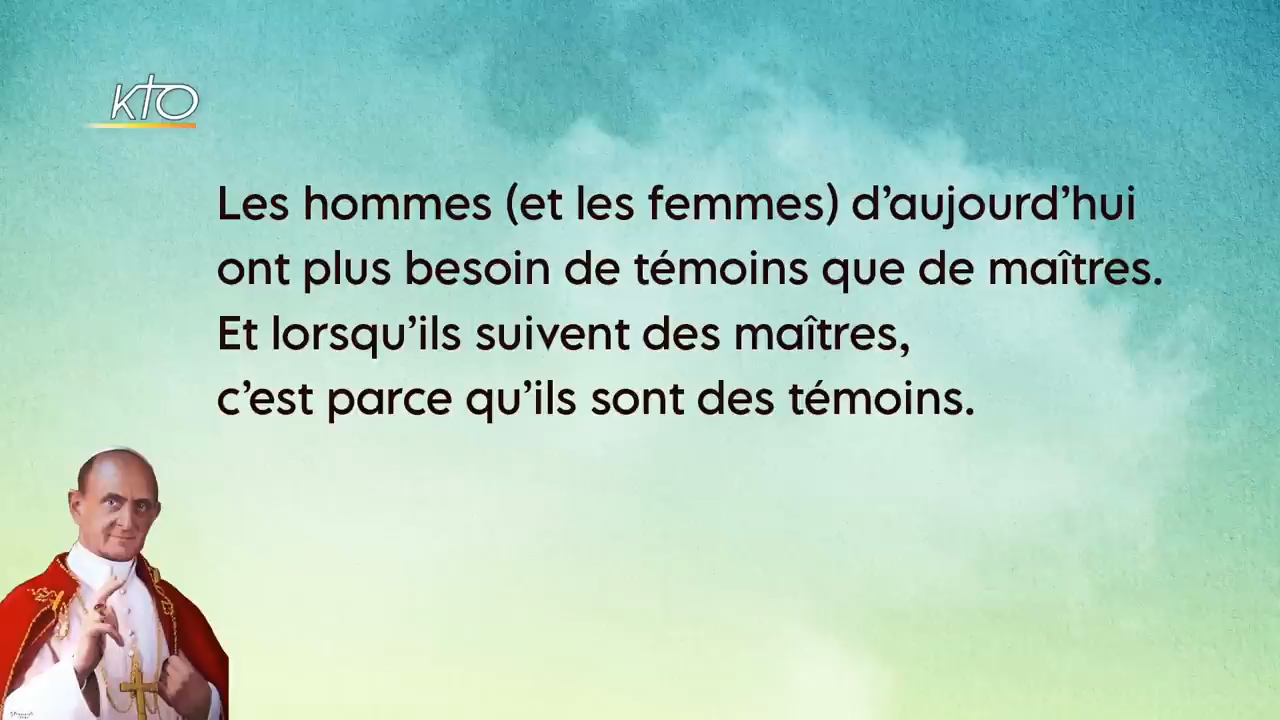 KTO
Les hommes (et les femmes) d’aujourd’hui
ont plus besoin de témoins que de maîtres.
Et lorsqu’ils suivent des maîtres,
c’est parce qu’ils sont des témoins.